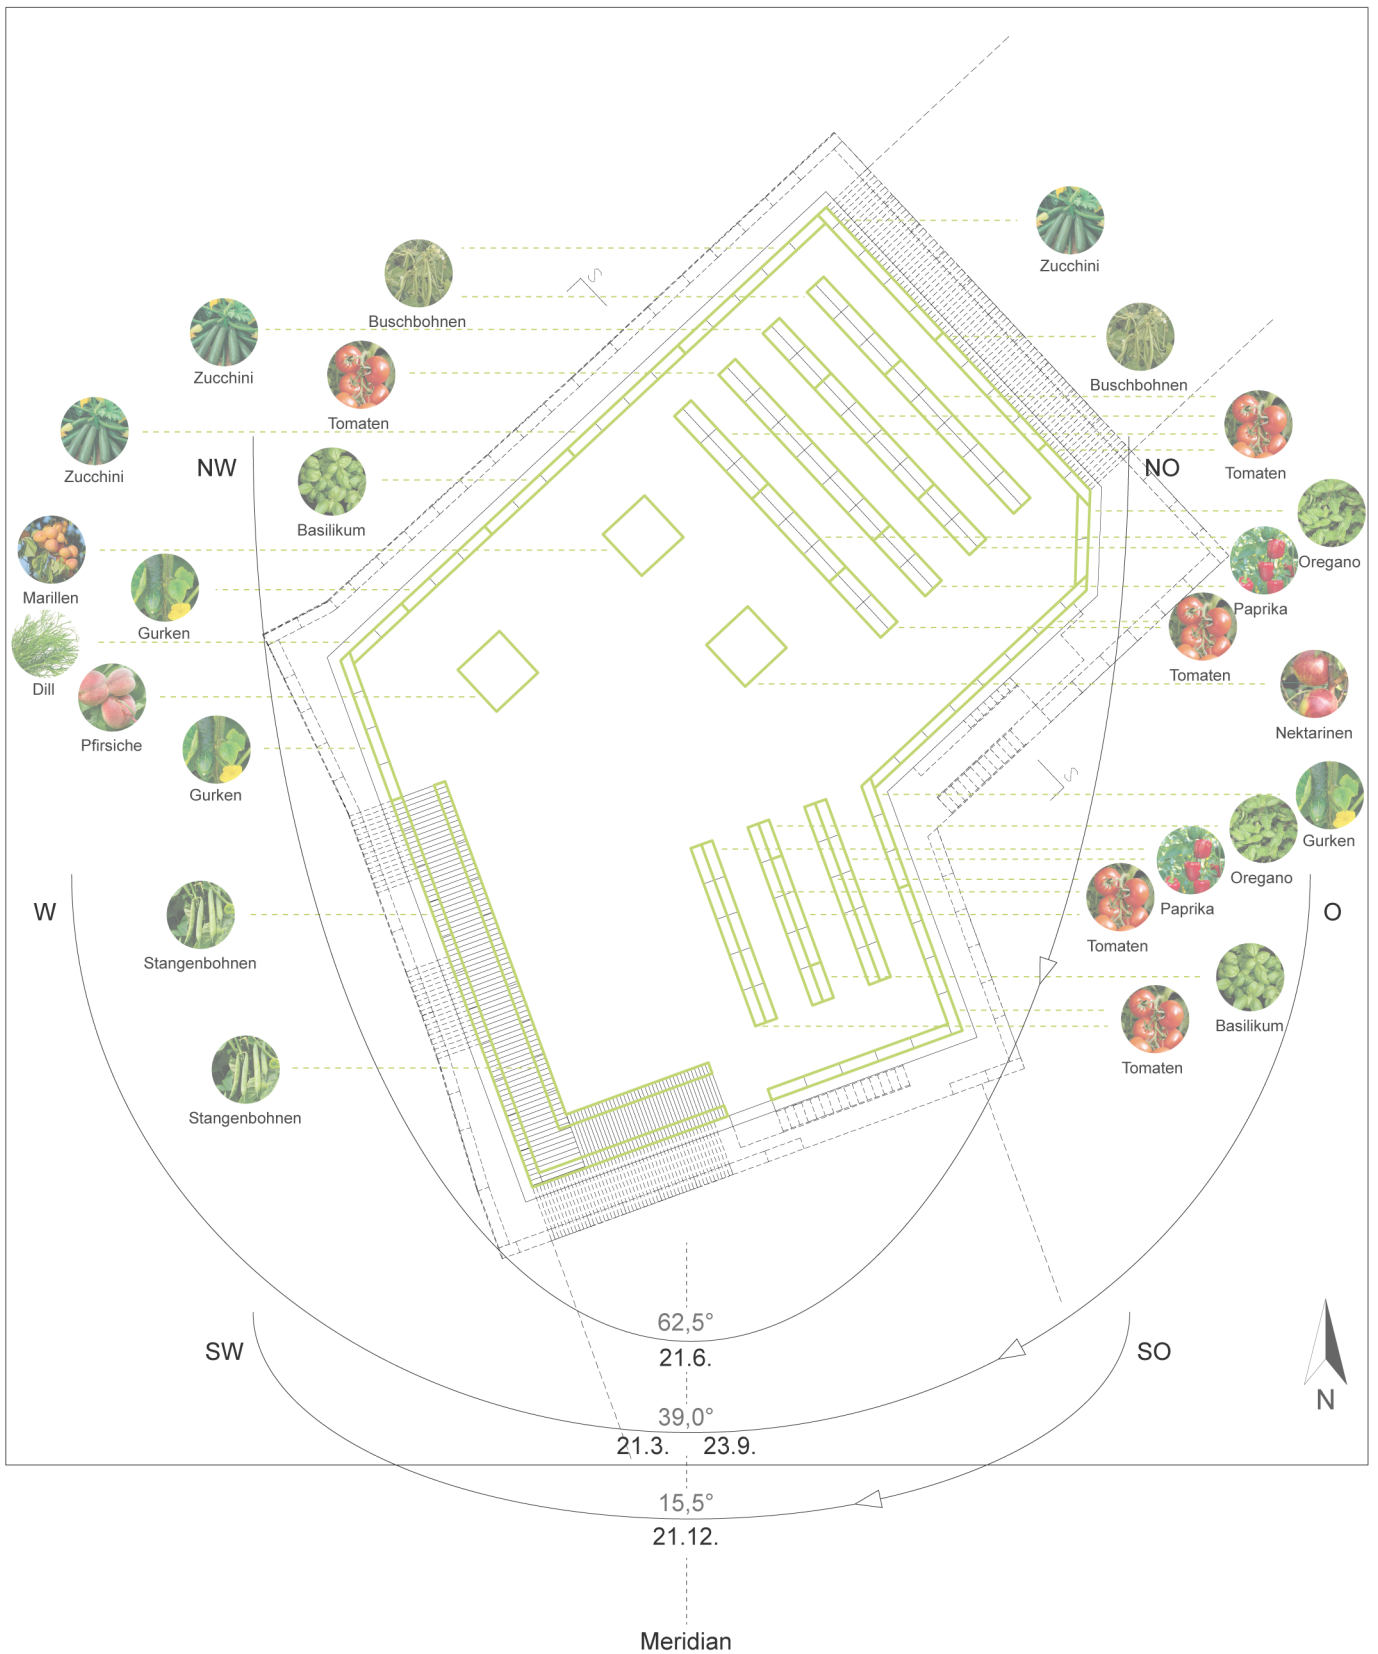 Zucchini
Buschbohnen
Zucchini
Buschbohnen
Tomaten
Zucchini
Tomaten
NW
NO
Tomaten
Basilikum
Marillen
Oregano
Paprika
Gurken
Dill
Tomaten
Pfirsiche
Nektarinen
Gurken
Gurken
Oregano
Paprika
W
O
Tomaten
Stangenbohnen
Basilikum
Tomaten
Stangenbohnen
S
S
62,5°
21.6.
SW
SO
N
39,0°
21.3. 23.9.
15,5°
21.12.
Meridian